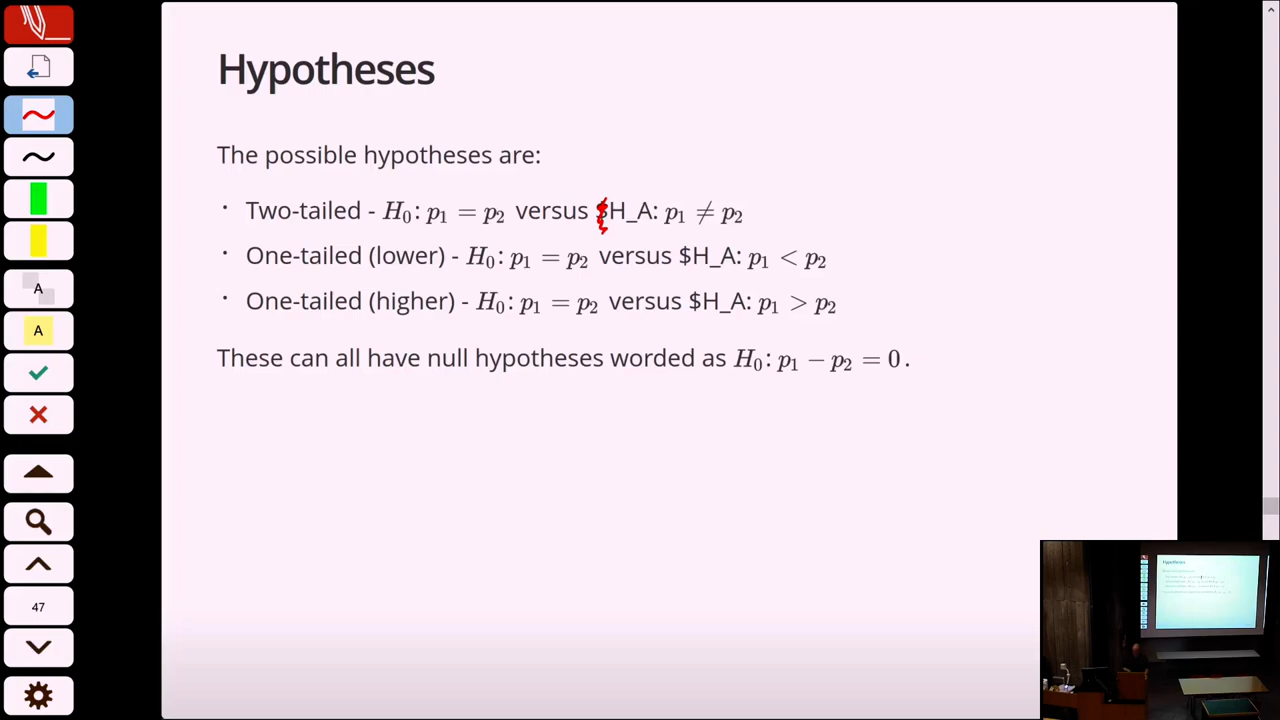 Hypotheses
The possible hypotheses are:
· Two-tailed - H₀: p₁ = p₂ versus $H_A: p₁ ≠ p₂
· One-tailed (lower) - H₀: p₁ = p₂ versus $H_A: p₁ < p₂
· One-tailed (higher) - H₀: p₁ = p₂ versus $H_A: p₁ > p₂
These can all have null hypotheses worded as H₀: p₁ − p₂ = 0.
A
A
47
Hypotheses